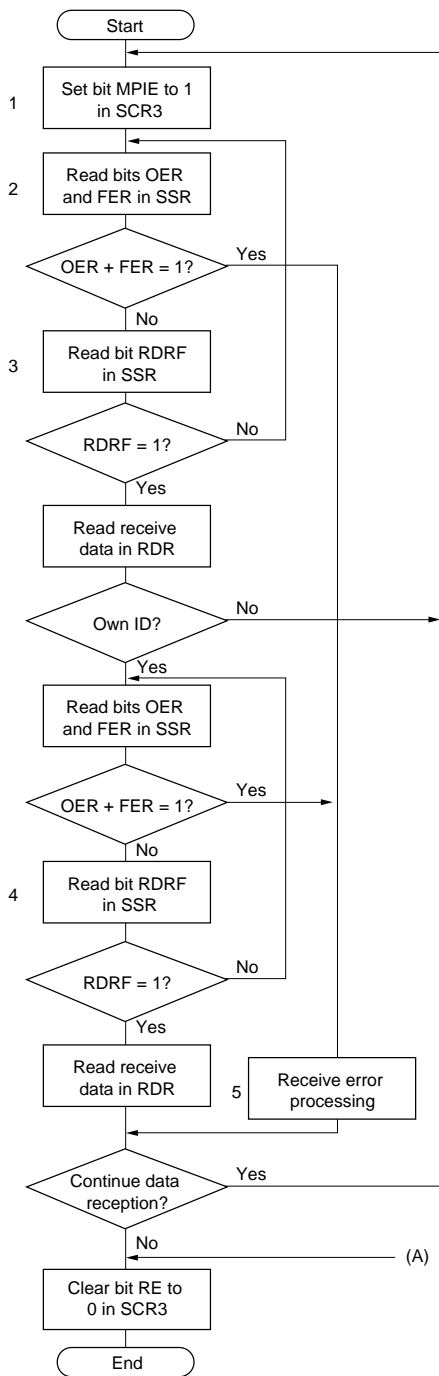 Start
1
Set bit MPIE to 1
in SCR3
2
Read bits OER
and FER in SSR
OER + FER = 1?
Yes
No
3
Read bit RDRF
in SSR
RDRF = 1?
No
Yes
Read receive
data in RDR
Own ID?
No
Yes
Read bits OER
and FER in SSR
OER + FER = 1?
Yes
No
4
Read bit RDRF
in SSR
RDRF = 1?
No
Yes
Read receive
data in RDR
5
Receive error
processing
Continue data
reception?
Yes
No
(A)
Clear bit RE to
0 in SCR3
End